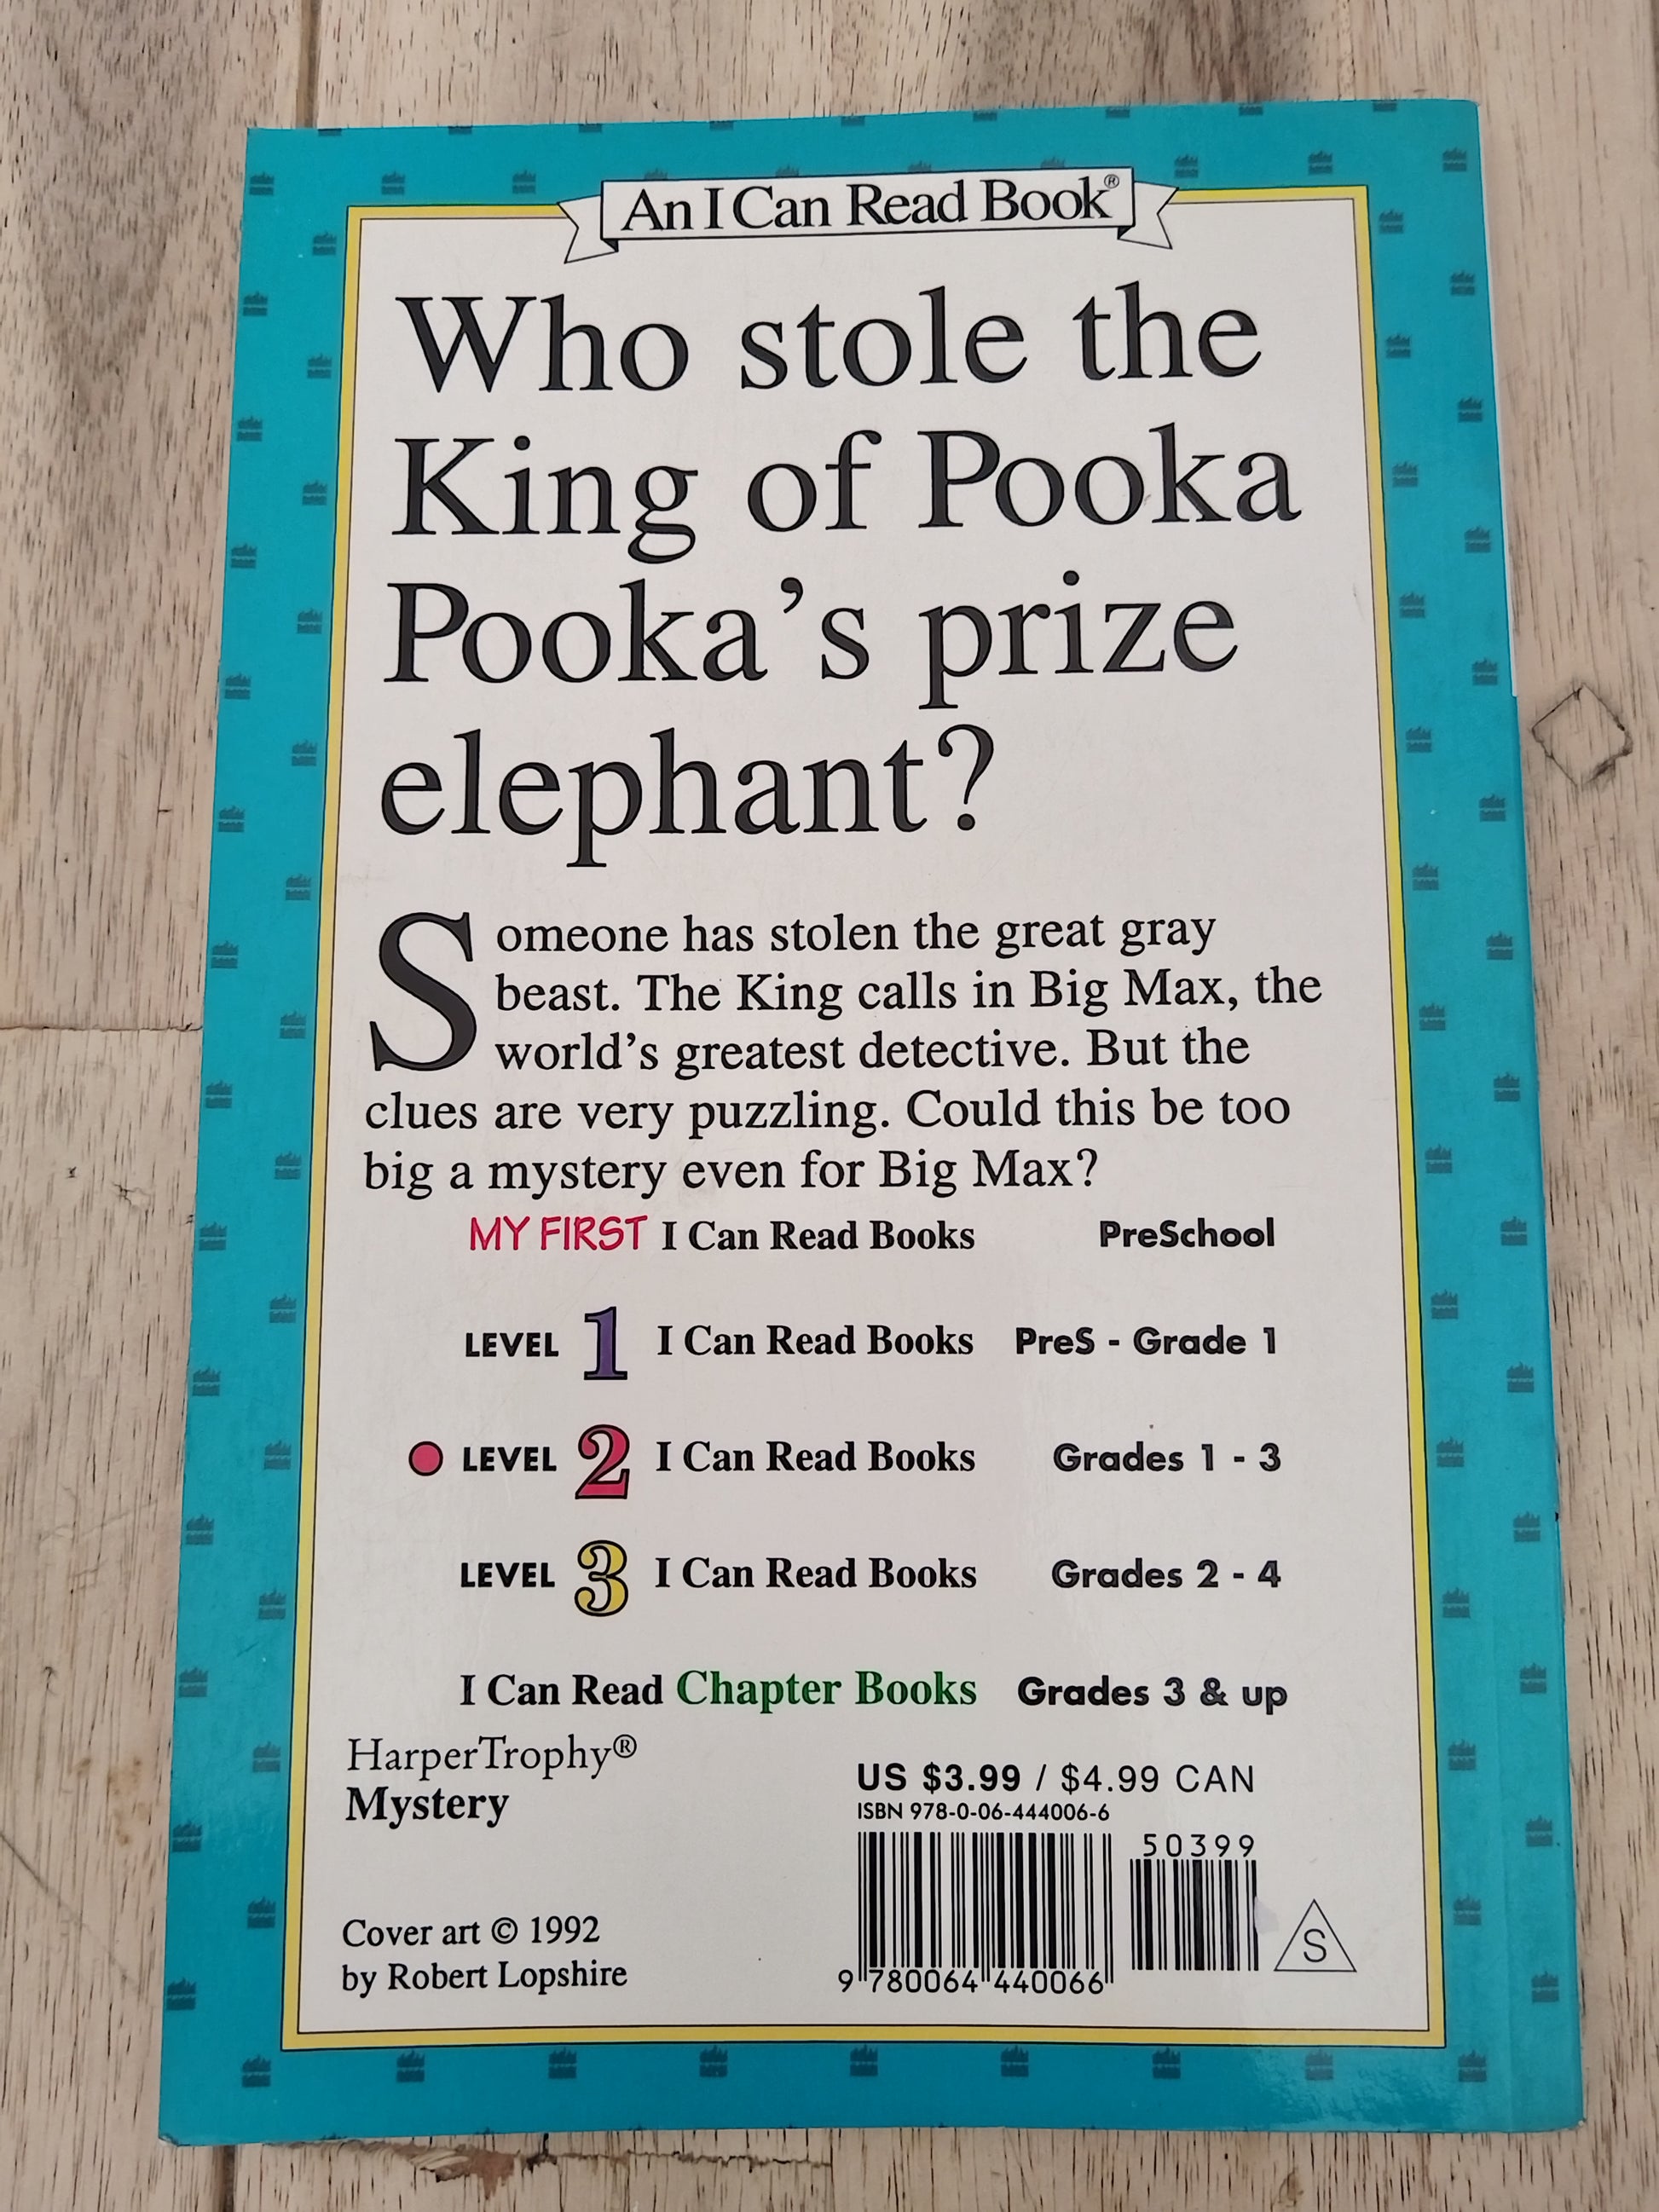 An I Can Read Book®
Who stole the
King of Pooka
Pooka's prize
elephant?
Someone has stolen the great gray
beast. The King calls in Big Max, the
world's greatest detective. But the
clues are very puzzling. Could this be too
big a mystery even for Big Max?
MY FIRST I Can Read Books PreSchool
LEVEL 1 I Can Read Books PreS - Grade 1
LEVEL 2 I Can Read Books Grades 1 - 3
LEVEL 3 I Can Read Books Grades 2 - 4
I Can Read Chapter Books Grades 3 & up
HarperTrophy®
Mystery
Cover art © 1992
by Robert Lopshire
US $3.99 / $4.99 CAN
ISBN 978-0-06-444006-6
50399
9 780064 440066
S